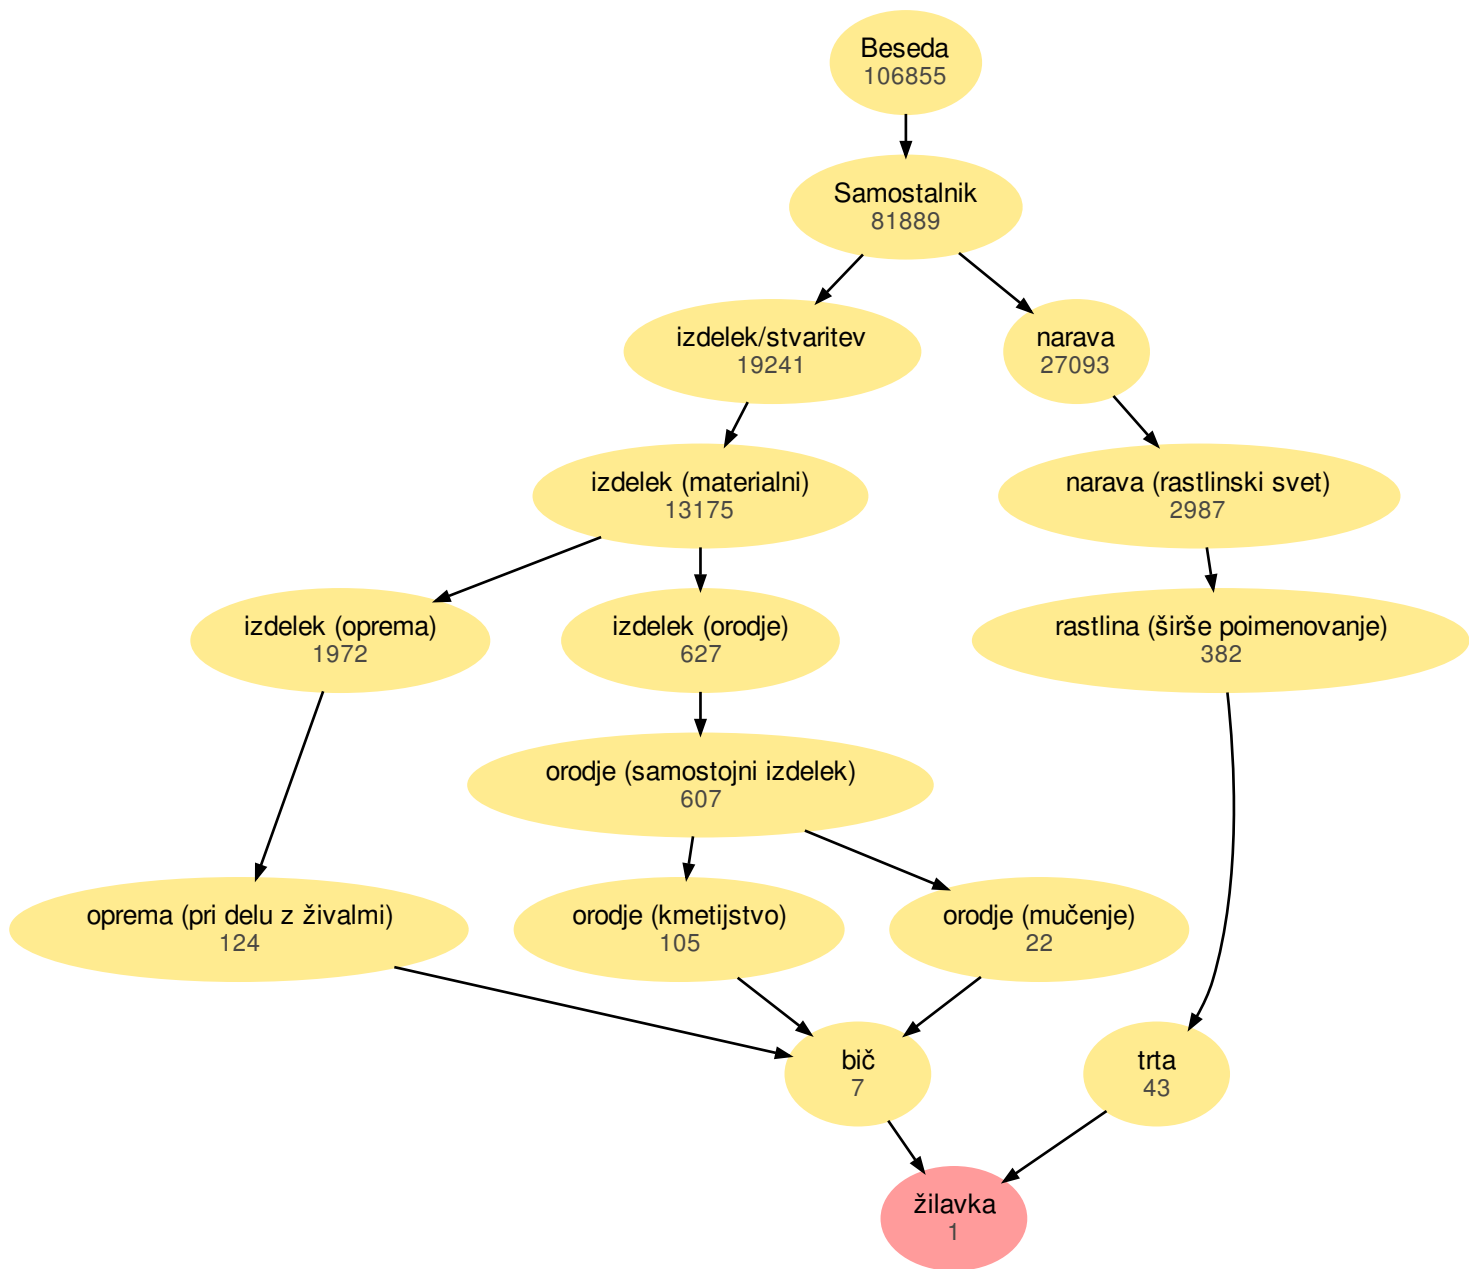 Beseda
106855
Samostalnik
81889
izdelek/stvaritev
19241
narava
27093
izdelek (materialni)
13175
narava (rastlinski svet)
2987
izdelek (oprema)
1972
izdelek (orodje)
627
rastlina (širše poimenovanje)
382
orodje (samostojni izdelek)
607
oprema (pri delu z živalmi)
124
orodje (kmetijstvo)
105
orodje (mučenje)
22
bič
7
trta
43
žilavka
1